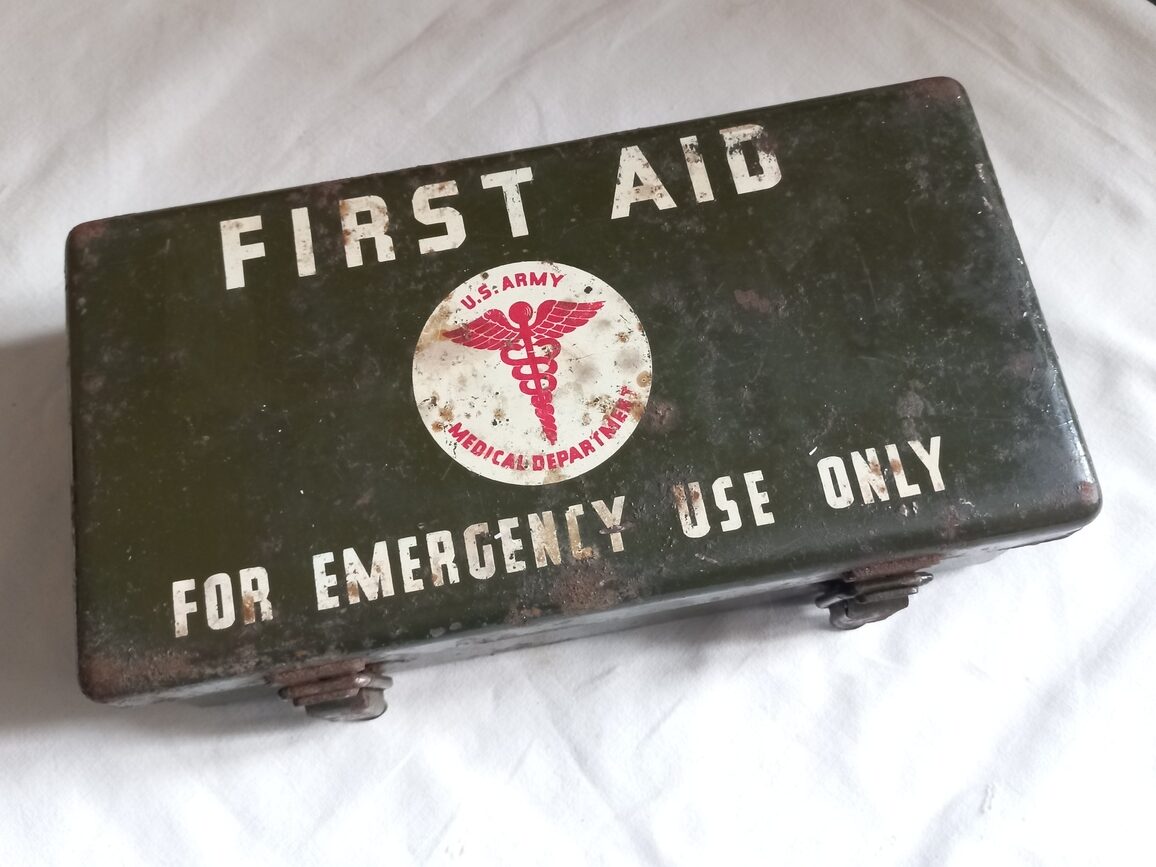 FIRST AID
U.S. ARMY
MEDICAL DEPARTMENT
FOR EMERGENCY USE ONLY